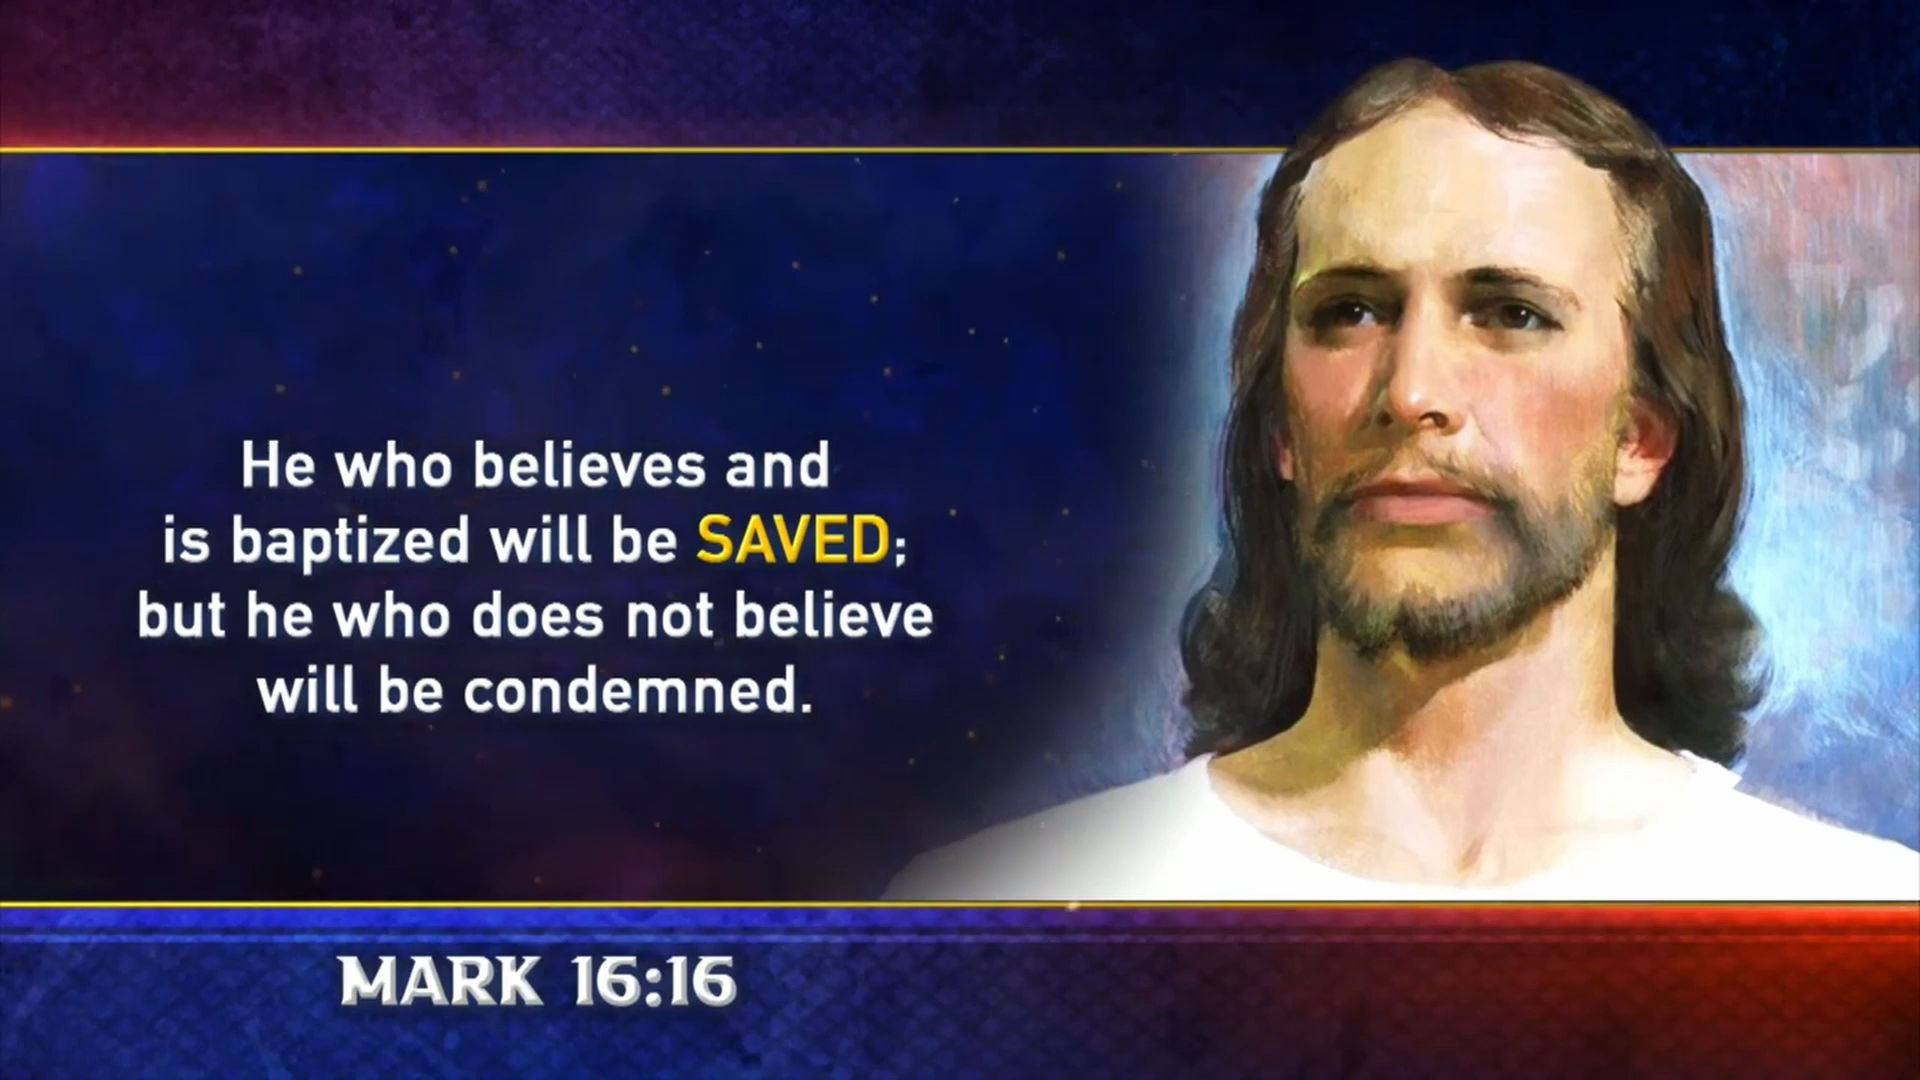 He who believes and
is baptized will be SAVED;
but he who does not believe
will be condemned.
MARK 16:16